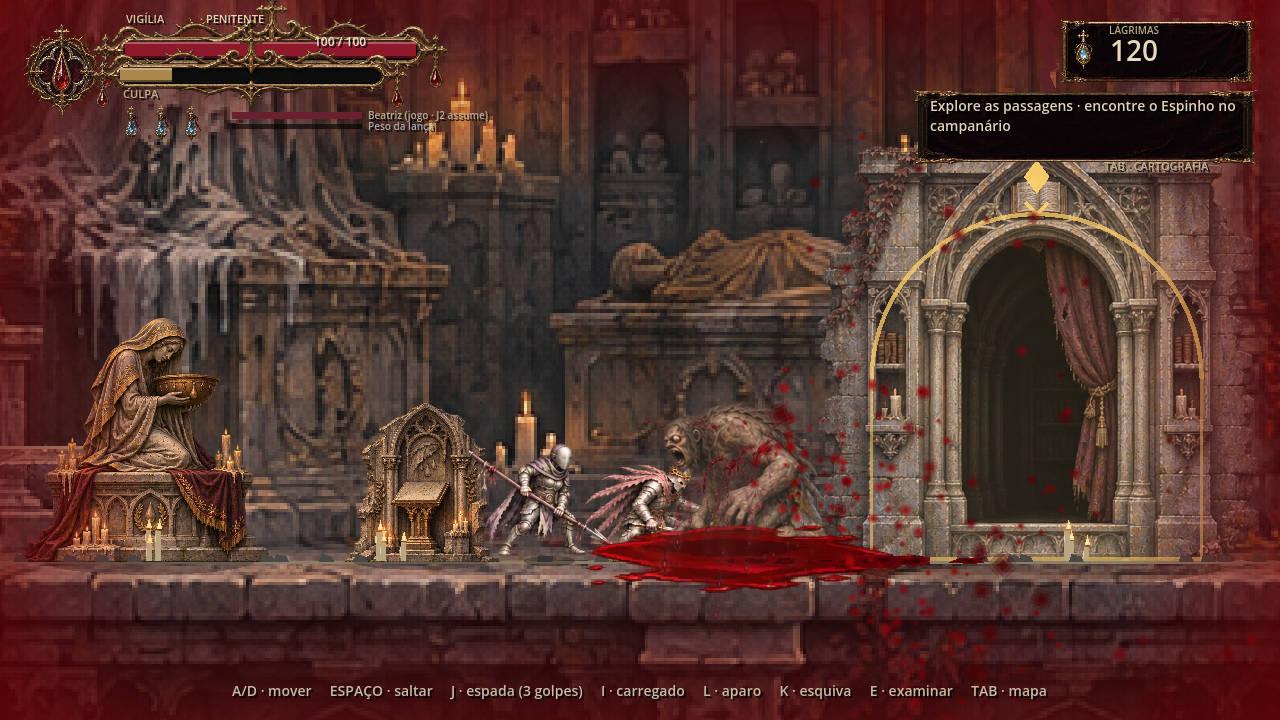 VIGÍLIA · PENITENTE
100 / 100
CULPA
Beatriz (jogo · J2 assume)
Peso da lança
LÁGRIMAS
120
Explore as passagens · encontre o Espinho no
campanário
TAB · CARTOGRAFIA
A/D · mover ESPAÇO · saltar J · espada (3 golpes) I · carregado L · aparo K · esquiva E · examinar TAB · mapa